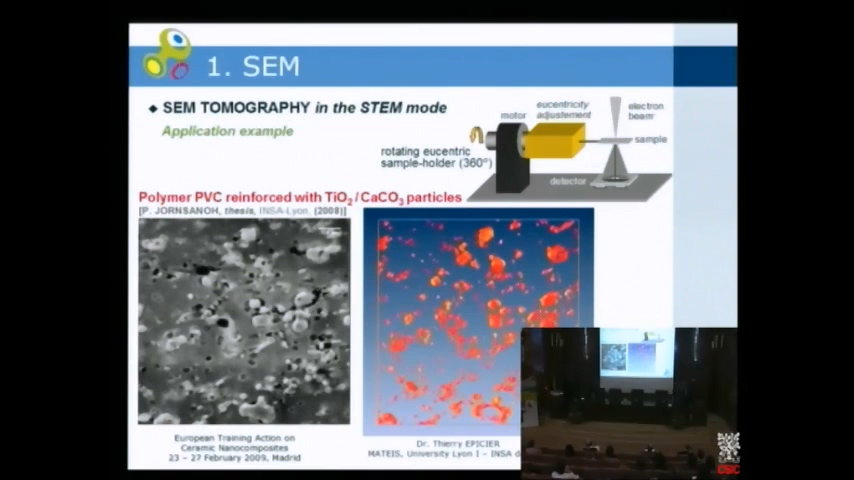 1. SEM
◆ SEM TOMOGRAPHY in the STEM mode
Application example
motor
eucentricity
adjustement
electron
beam
sample
rotating eucentric
sample-holder (360°)
detector
Polymer PVC reinforced with TiO₂ / CaCO₃ particles
[P. JORNSANOH, thesis, INSA-Lyon, (2008)]
European Training Action on
Ceramic Nanocomposites
23 – 27 February 2009, Madrid
Dr. Thierry EPICIER
MATEIS, University Lyon I – INSA d
CSIC